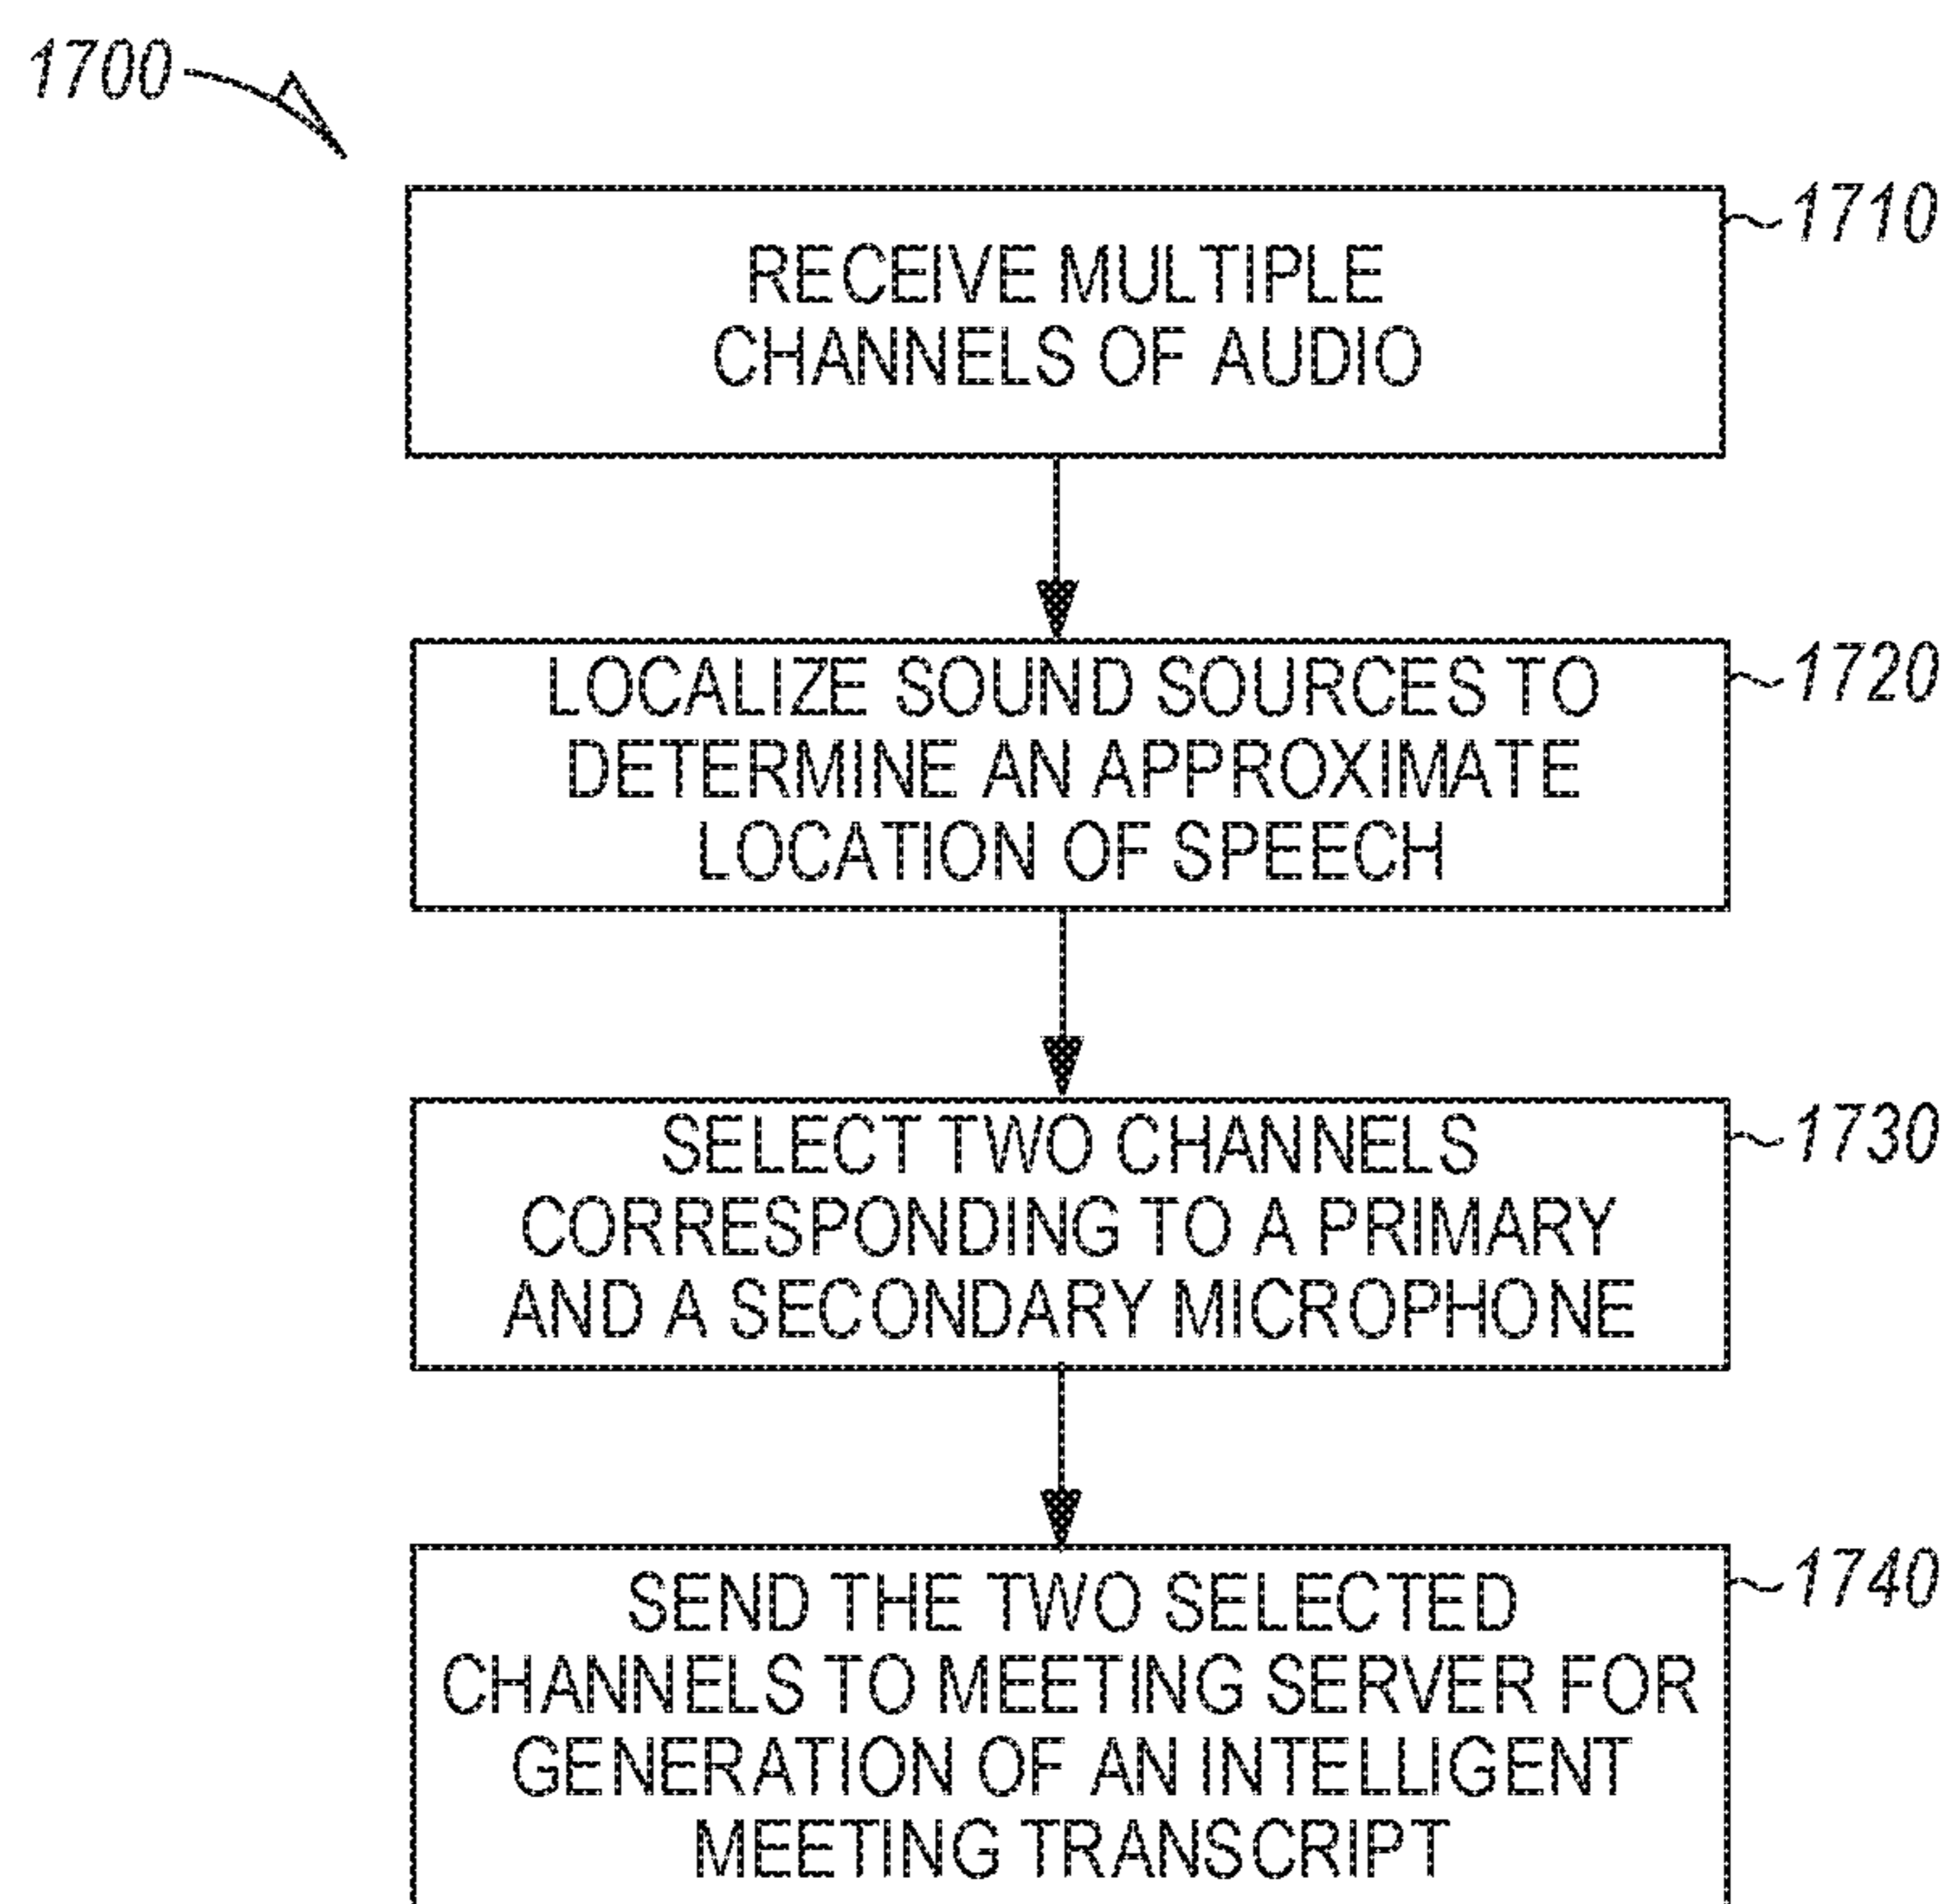 1700
1710
RECEIVE MULTIPLE
CHANNELS OF AUDIO
1720
LOCALIZE SOUND SOURCES TO
DETERMINE AN APPROXIMATE
LOCATION OF SPEECH
1730
SELECT TWO CHANNELS
CORRESPONDING TO A PRIMARY
AND A SECONDARY MICROPHONE
1740
SEND THE TWO SELECTED
CHANNELS TO MEETING SERVER FOR
GENERATION OF AN INTELLIGENT
MEETING TRANSCRIPT